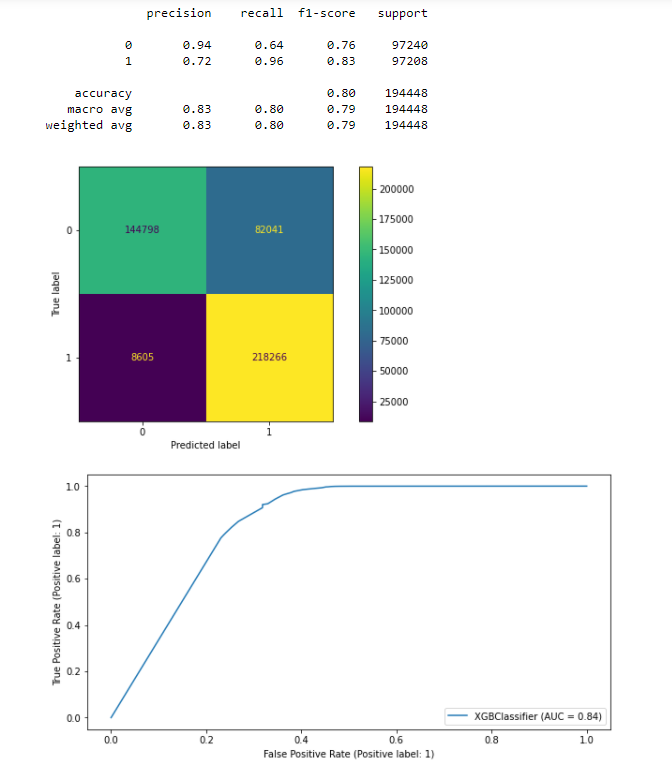 precision recall f1-score support
0 0.94 0.64 0.76 97240
1 0.72 0.96 0.83 97208
accuracy 0.80 194448
macro avg 0.83 0.80 0.79 194448
weighted avg 0.83 0.80 0.79 194448
True label
0
1
144798 82041
8605 218266
0 1
Predicted label
200000
175000
150000
125000
100000
75000
50000
25000
True Positive Rate (Positive label: 1)
1.0
0.8
0.6
0.4
0.2
0.0
XGBClassifier (AUC = 0.84)
0.0 0.2 0.4 0.6 0.8 1.0
False Positive Rate (Positive label: 1)